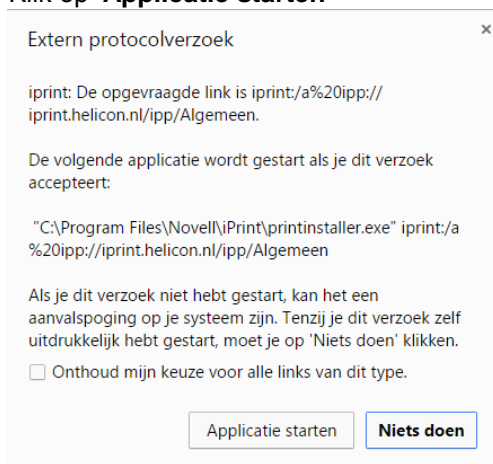 Klik op 'Applicatie starten'
Extern protocolverzoek
iprint: De opgevraagde link is iprint:/a%20ipp://
iprint.helicon.nl/ipp/Algemeen.
De volgende applicatie wordt gestart als je dit verzoek
accepteert:
"C:\Program Files\Novell\iPrint\printinstaller.exe" iprint:/a
%20ipp://iprint.helicon.nl/ipp/Algemeen
Als je dit verzoek niet hebt gestart, kan het een
aanvalspoging op je systeem zijn. Tenzij je dit verzoek zelf
uitdrukkelijk hebt gestart, moet je op 'Niets doen' klikken.
Onthoud mijn keuze voor alle links van dit type.
Applicatie starten Niets doen